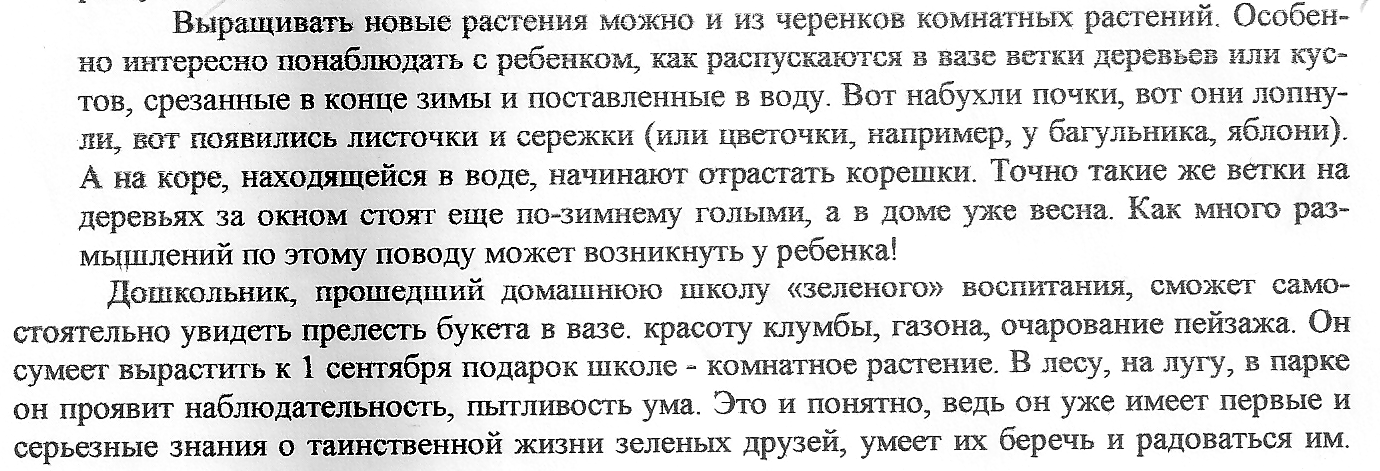 Выращивать новые растения можно и из черенков комнатных растений. Особен-
но интересно понаблюдать с ребенком, как распускаются в вазе ветки деревьев или кус-
тов, срезанные в конце зимы и поставленные в воду. Вот набухли почки, вот они лопну-
ли, вот появились листочки и сережки (или цветочки, например, у багульника, яблони).
А на коре, находящейся в воде, начинают отрастать корешки. Точно такие же ветки на
деревьях за окном стоят еще по-зимнему голыми, а в доме уже весна. Как много раз-
мышлений по этому поводу может возникнуть у ребенка!
Дошкольник, прошедший домашнюю школу «зеленого» воспитания, сможет само-
стоятельно увидеть прелесть букета в вазе. красоту клумбы, газона, очарование пейзажа. Он
сумеет вырастить к 1 сентября подарок школе - комнатное растение. В лесу, на лугу, в парке
он проявит наблюдательность, пытливость ума. Это и понятно, ведь он уже имеет первые и
серьезные знания о таинственной жизни зеленых друзей, умеет их беречь и радоваться им.